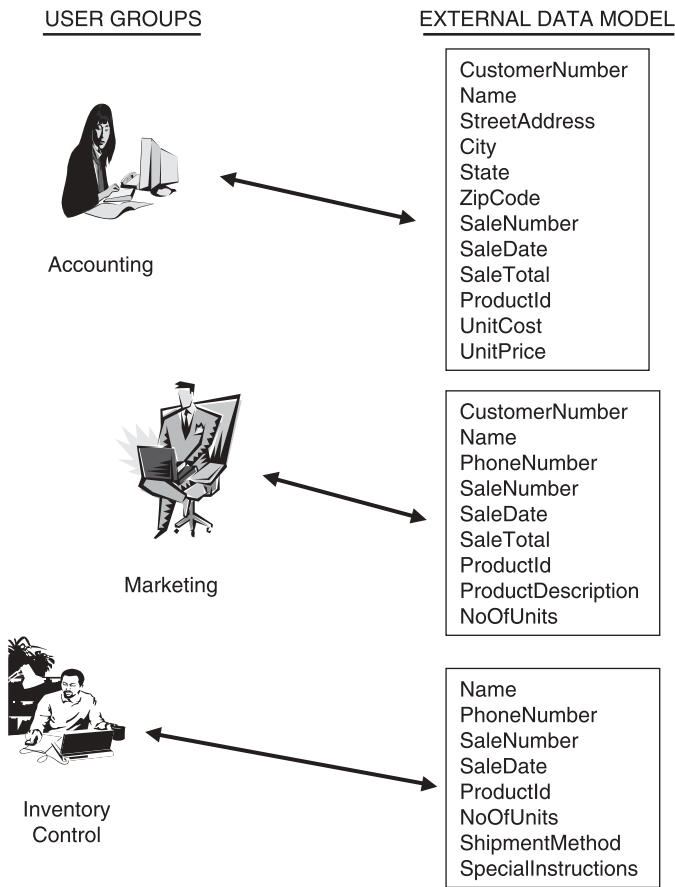 USER GROUPS
EXTERNAL DATA MODEL
Accounting
CustomerNumber
Name
StreetAddress
City
State
ZipCode
SaleNumber
SaleDate
SaleTotal
ProductId
UnitCost
UnitPrice
Marketing
CustomerNumber
Name
PhoneNumber
SaleNumber
SaleDate
SaleTotal
ProductId
ProductDescription
NoOfUnits
Inventory
Control
Name
PhoneNumber
SaleNumber
SaleDate
ProductId
NoOfUnits
ShipmentMethod
SpecialInstructions